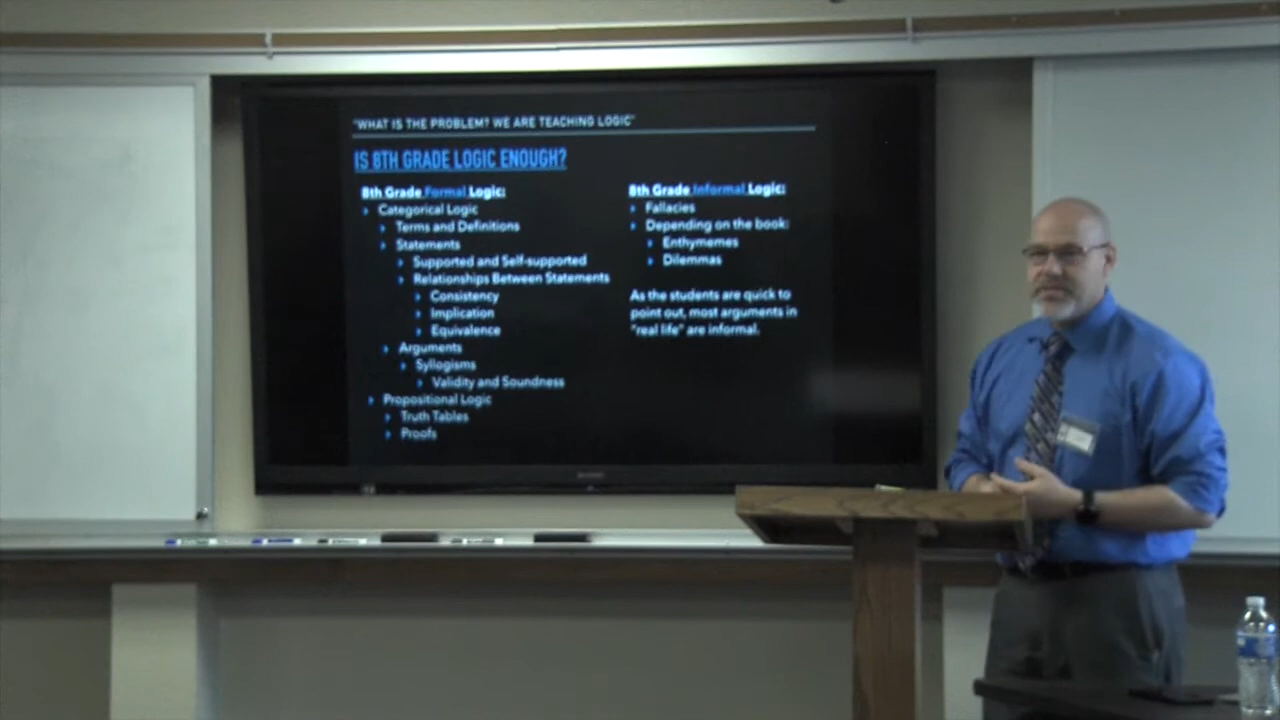 "WHAT IS THE PROBLEM? WE ARE TEACHING LOGIC"
IS 8TH GRADE LOGIC ENOUGH?
8th Grade Formal Logic:
Categorical Logic
Terms and Definitions
Statements
Supported and Self-supported
Relationships Between Statements
Consistency
Implication
Equivalence
Arguments
Syllogisms
Validity and Soundness
Propositional Logic
Truth Tables
Proofs
8th Grade Informal Logic:
Fallacies
Depending on the book:
Enthymemes
Dilemmas
As the students are quick to
point out, most arguments in
"real life" are informal.